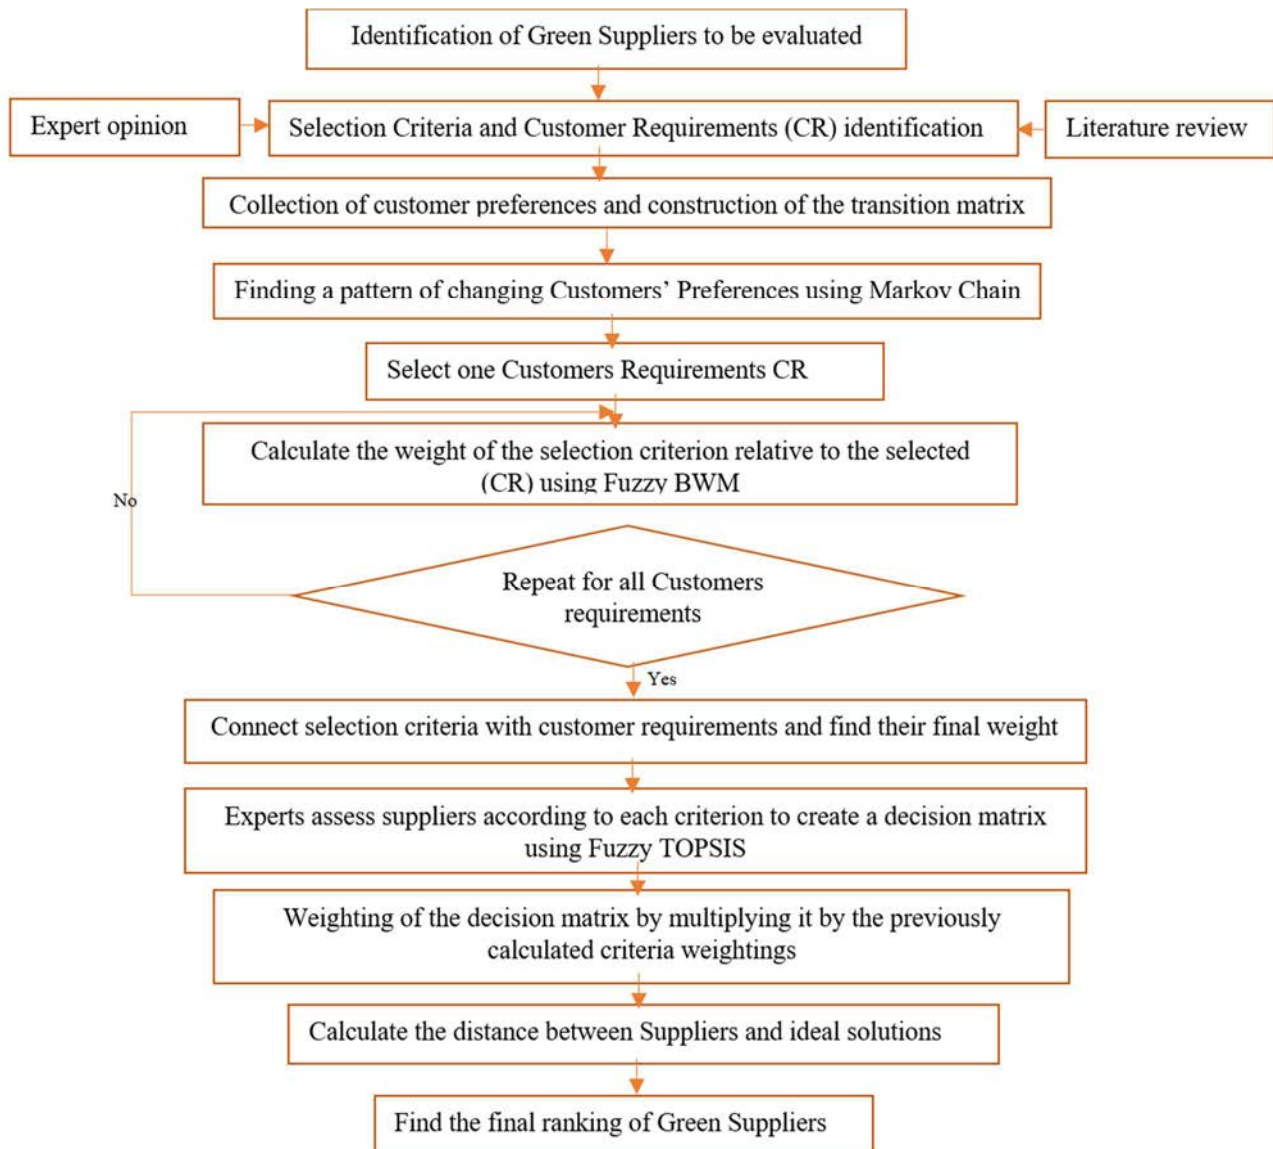 Identification of Green Suppliers to be evaluated
Expert opinion
Selection Criteria and Customer Requirements (CR) identification
Literature review
Collection of customer preferences and construction of the transition matrix
Finding a pattern of changing Customers’ Preferences using Markov Chain
Select one Customers Requirements CR
Calculate the weight of the selection criterion relative to the selected
(CR) using Fuzzy BWM
No
Repeat for all Customers
requirements
Yes
Connect selection criteria with customer requirements and find their final weight
Experts assess suppliers according to each criterion to create a decision matrix
using Fuzzy TOPSIS
Weighting of the decision matrix by multiplying it by the previously
calculated criteria weightings
Calculate the distance between Suppliers and ideal solutions
Find the final ranking of Green Suppliers